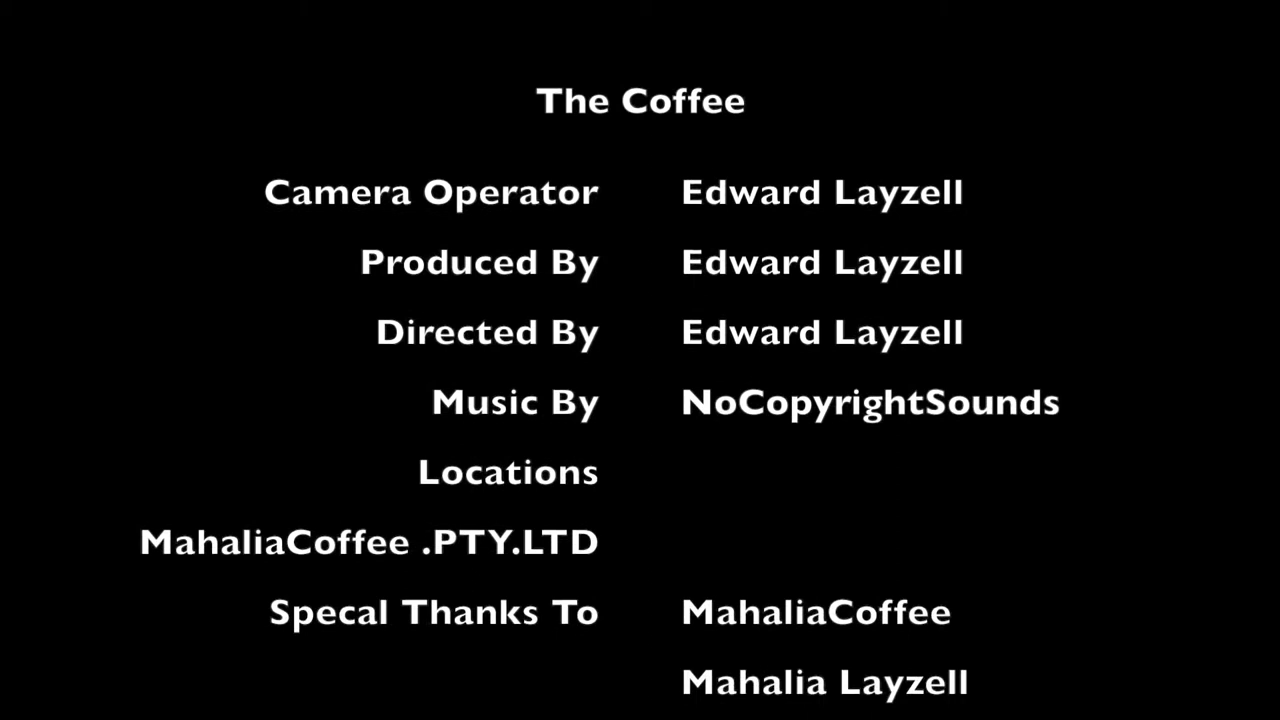 The Coffee
Camera Operator Edward Layzell
Produced By Edward Layzell
Directed By Edward Layzell
Music By NoCopyrightSounds
Locations
MahaliaCoffee .PTY.LTD
Specal Thanks To MahaliaCoffee
Mahalia Layzell